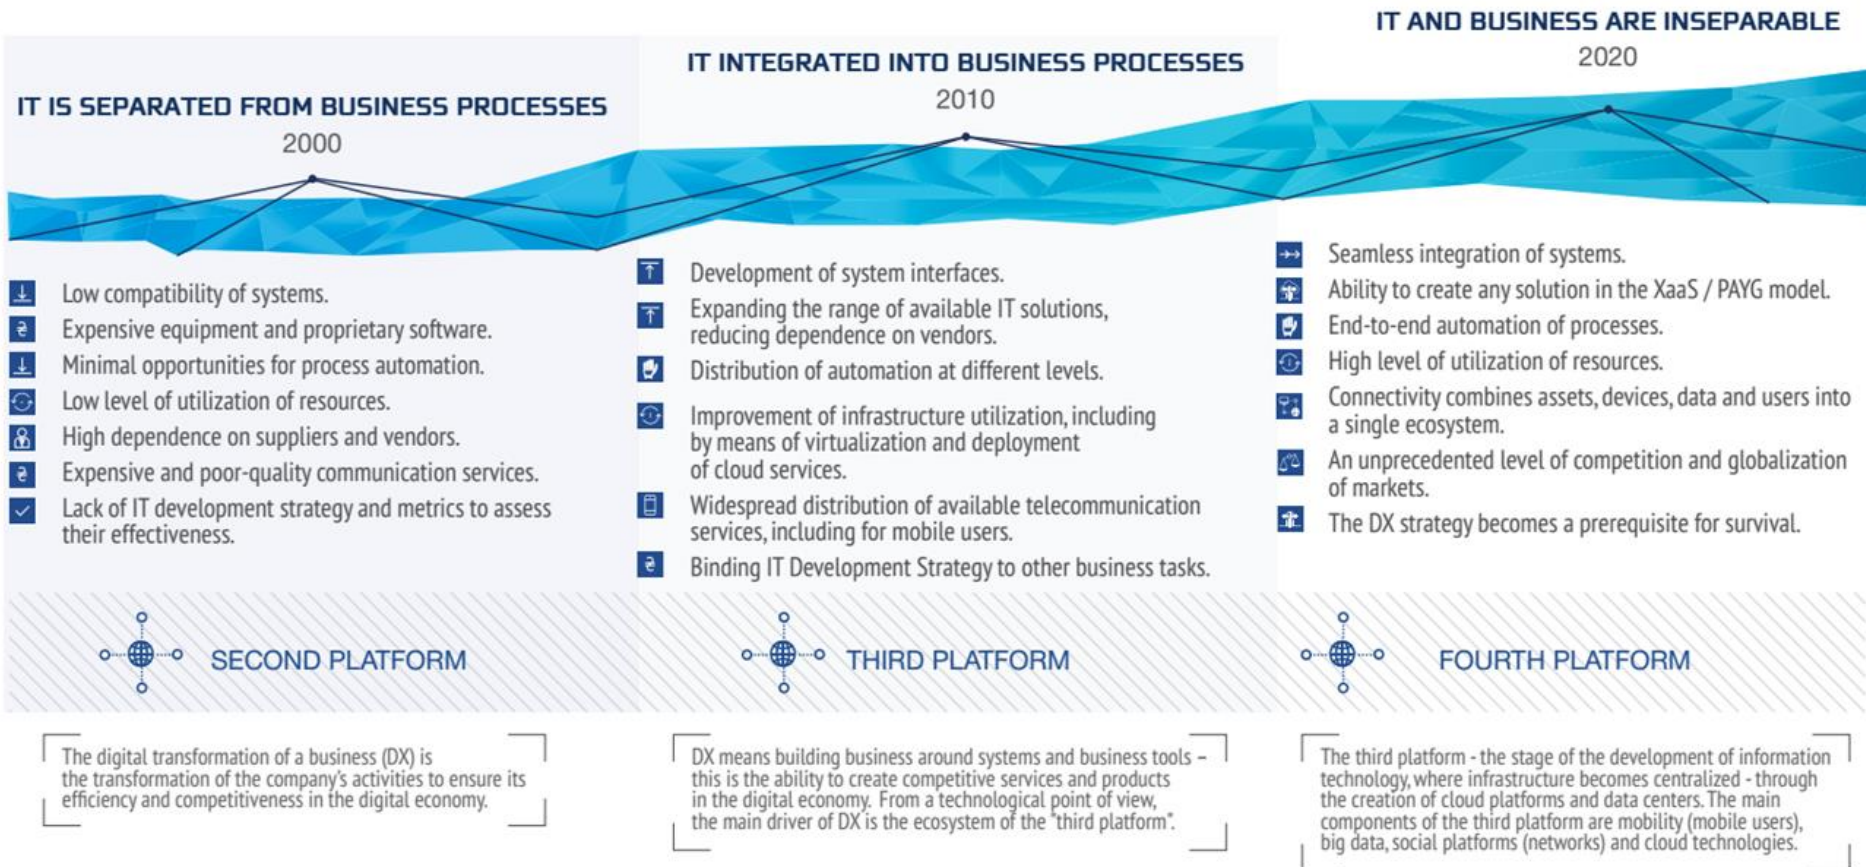 IT IS SEPARATED FROM BUSINESS PROCESSES
2000
Low compatibility of systems.
Expensive equipment and proprietary software.
Minimal opportunities for process automation.
Low level of utilization of resources.
High dependence on suppliers and vendors.
Expensive and poor-quality communication services.
Lack of IT development strategy and metrics to assess
their effectiveness.
SECOND PLATFORM
The digital transformation of a business (DX) is
the transformation of the company's activities to ensure its
efficiency and competitiveness in the digital economy.
IT INTEGRATED INTO BUSINESS PROCESSES
2010
Development of system interfaces.
Expanding the range of available IT solutions,
reducing dependence on vendors.
Distribution of automation at different levels.
Improvement of infrastructure utilization, including
by means of virtualization and deployment
of cloud services.
Widespread distribution of available telecommunication
services, including for mobile users.
Binding IT Development Strategy to other business tasks.
THIRD PLATFORM
DX means building business around systems and business tools –
this is the ability to create competitive services and products
in the digital economy. From a technological point of view,
the main driver of DX is the ecosystem of the "third platform".
IT AND BUSINESS ARE INSEPARABLE
2020
Seamless integration of systems.
Ability to create any solution in the XaaS / PAYG model.
End-to-end automation of processes.
High level of utilization of resources.
Connectivity combines assets, devices, data and users into
a single ecosystem.
An unprecedented level of competition and globalization
of markets.
The DX strategy becomes a prerequisite for survival.
FOURTH PLATFORM
The third platform - the stage of the development of information
technology, where infrastructure becomes centralized - through
the creation of cloud platforms and data centers. The main
components of the third platform are mobility (mobile users),
big data, social platforms (networks) and cloud technologies.